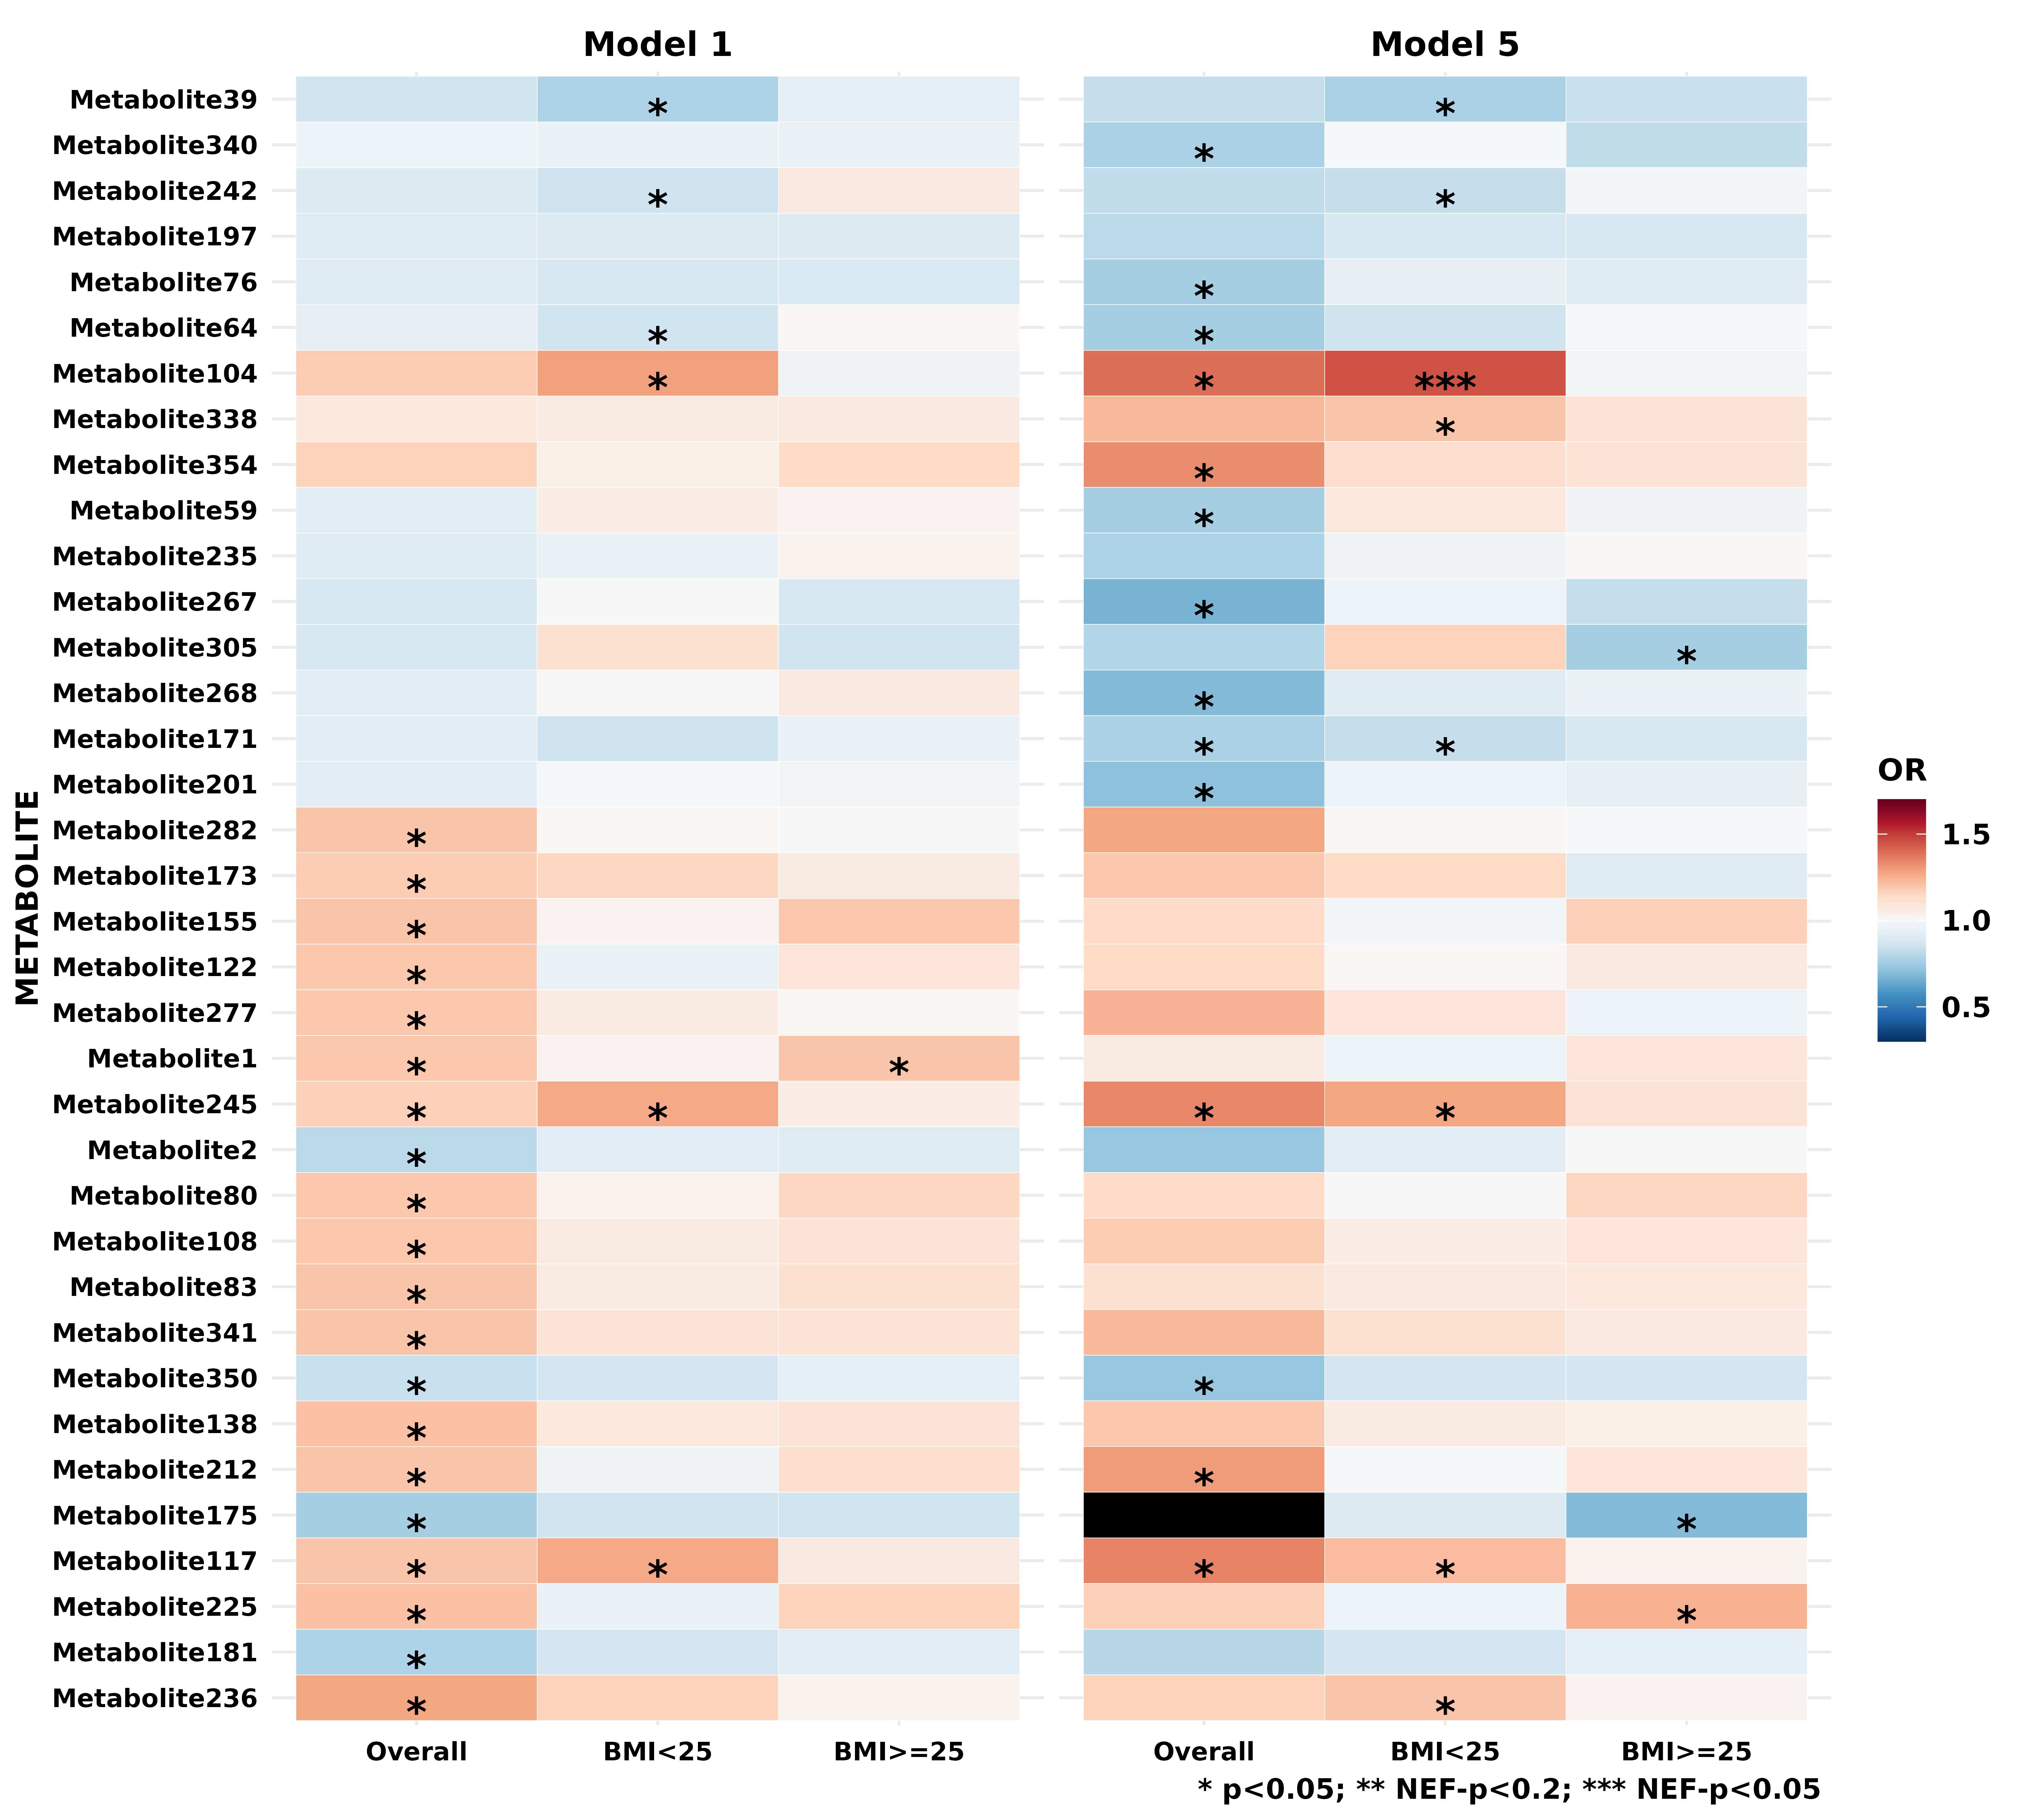 Model 1
Model 5
METABOLITE
Metabolite39
*
*
Metabolite340
*
Metabolite242
*
*
Metabolite197
Metabolite76
*
Metabolite64
*
*
Metabolite104
*
*
***
Metabolite338
*
Metabolite354
*
Metabolite59
*
Metabolite235
Metabolite267
*
Metabolite305
*
Metabolite268
*
Metabolite171
*
*
Metabolite201
*
Metabolite282
*
Metabolite173
*
Metabolite155
*
Metabolite122
*
Metabolite277
*
Metabolite1
*
*
Metabolite245
*
*
*
*
Metabolite2
*
Metabolite80
*
Metabolite108
*
Metabolite83
*
Metabolite341
*
Metabolite350
*
*
Metabolite138
*
Metabolite212
*
*
Metabolite175
*
*
Metabolite117
*
*
*
*
Metabolite225
*
*
Metabolite181
*
Metabolite236
*
*
Overall
BMI<25
BMI>=25
Overall
BMI<25
BMI>=25
* p<0.05; ** NEF-p<0.2; *** NEF-p<0.05
OR
1.5
1.0
0.5